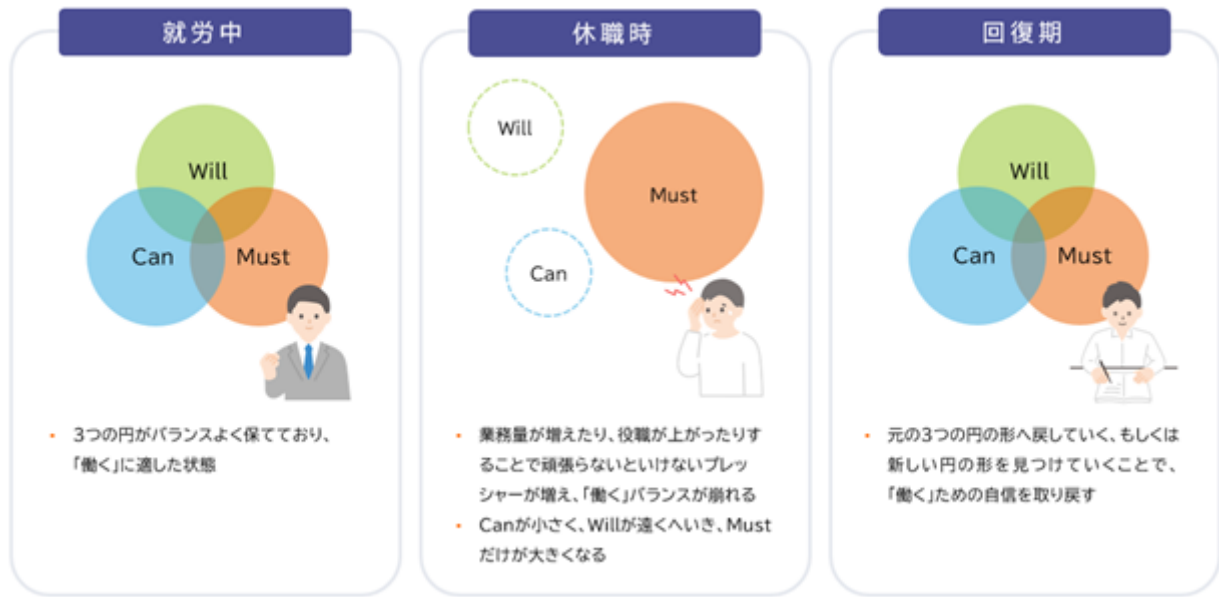 就労中
Will
Can
Must
• 3つの円がバランスよく保てており、
「働く」に適した状態
休職時
Will
Must
Can
• 業務量が増えたり、役職が上がったりす
ることで頑張らないといけないプレッ
シャーが増え、「働く」バランスが崩れる
• Canが小さく、Willが遠くへいき、Must
だけが大きくなる
回復期
Will
Can
Must
• 元の3つの円の形へ戻していく、もしくは
新しい円の形を見つけていくことで、
「働く」ための自信を取り戻す